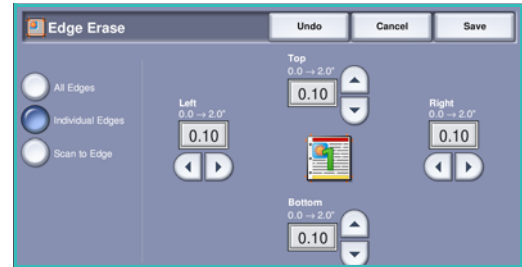 Edge Erase
Undo
Cancel
Save
All Edges
Individual Edges
Scan to Edge
Top
0.0 → 2.0"
0.10
Left
0.0 → 2.0"
0.10
Right
0.0 → 2.0"
0.10
Bottom
0.0 → 2.0"
0.10